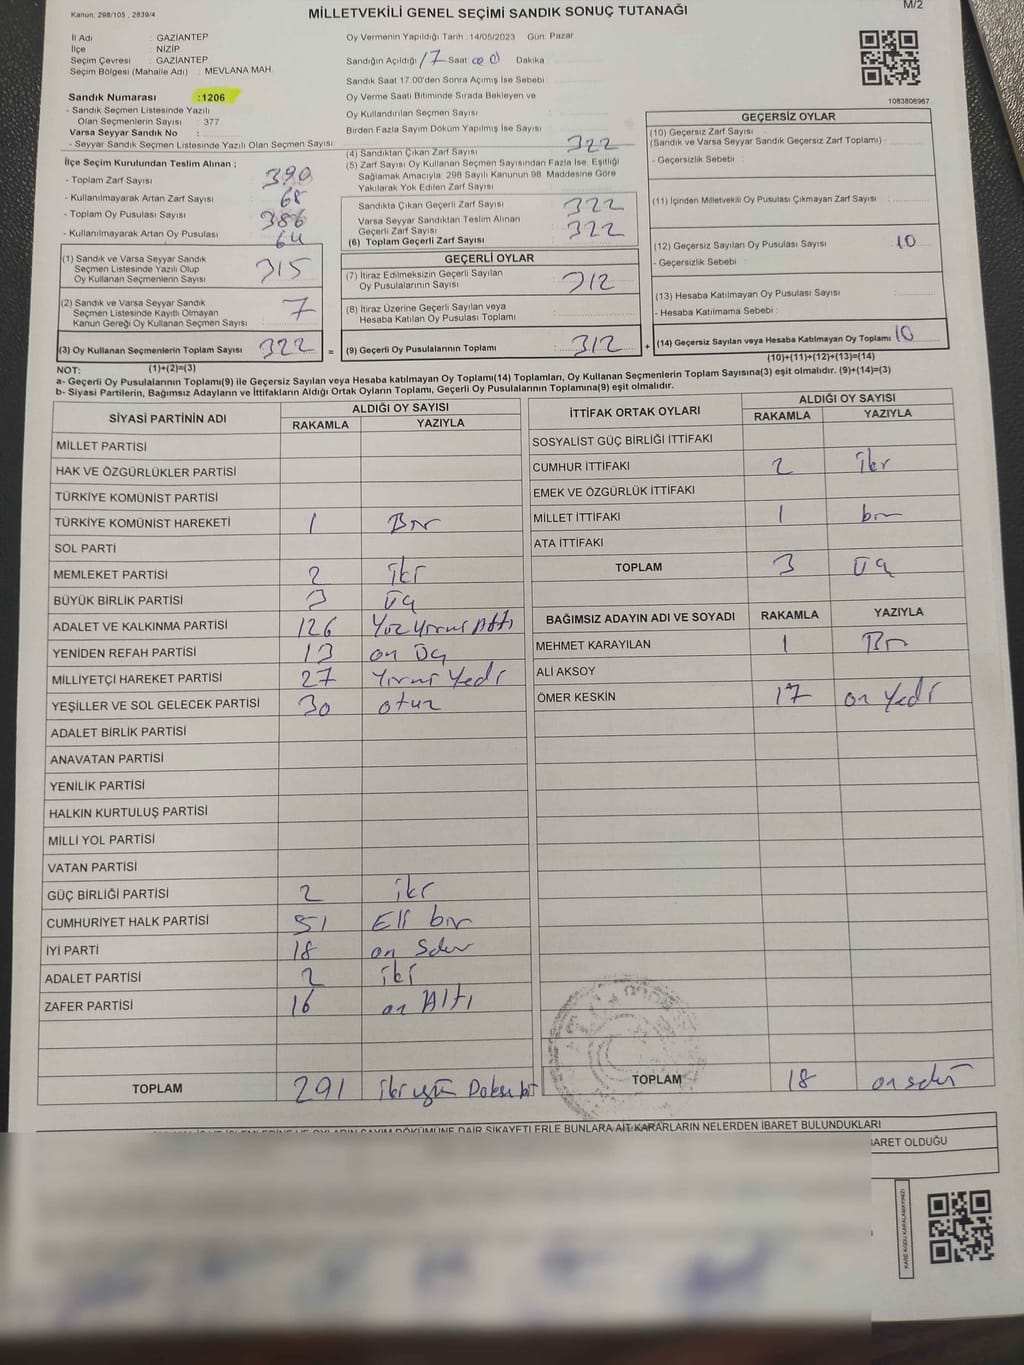 Kanun: 298/105 , 2839/4
MİLLETVEKİLİ GENEL SEÇİMİ SANDIK SONUÇ TUTANAĞI
M/2
İl Adı : GAZİANTEP
İlçe : NİZİP
Seçim Çevresi : GAZİANTEP
Seçim Bölgesi (Mahalle Adı) : MEVLANA MAH
Sandık Numarası :1206
- Sandık Seçmen Listesinde Yazılı
Olan Seçmenlerin Sayısı : 377
Varsa Seyyar Sandık No :
- Seyyar Sandık Seçmen Listesinde Yazılı Olan Seçmen Sayısı
Oy Vermenin Yapıldığı Tarih :14/05/2023 Gün: Pazar
Sandığın Açıldığı 17 Saat 00 Dakika
Sandık Saat 17.00'den Sonra Açımış İse Sebebi
Oy Verme Saati Bitiminde Sırada Bekleyen ve
Oy Kullandırılan Seçmen Sayısı
Birden Fazla Sayım Döküm Yapılmış İse Sayısı
1083806967
İlçe Seçim Kurulundan Teslim Alınan :
- Toplam Zarf Sayısı 390
- Kullanılmayarak Artan Zarf Sayısı 68
- Toplam Oy Pusulası Sayısı 386
- Kullanılmayarak Artan Oy Pusulası 64
(1) Sandık ve Varsa Seyyar Sandık
Seçmen Listesinde Yazılı Olup
Oy Kullanan Seçmenlerin Sayısı 315
(2) Sandık ve Varsa Seyyar Sandık
Seçmen Listesinde Kayıtlı Olmayan
Kanun Gereği Oy Kullanan Seçmen Sayısı 7
(3) Oy Kullanan Seçmenlerin Toplam Sayısı 322 =
(4) Sandıktan Çıkan Zarf Sayısı 322
(5) Zarf Sayısı Oy Kullanan Seçmen Sayısından Fazla İse, Eşitliği
Sağlamak Amacıyla, 298 Sayılı Kanunun 98. Maddesine Göre
Yakılarak Yok Edilen Zarf Sayısı
Sandıkta Çıkan Geçerli Zarf Sayısı 322
Varsa Seyyar Sandıktan Teslim Alınan
Geçerli Zarf Sayısı
(6) Toplam Geçerli Zarf Sayısı 322
GEÇERLİ OYLAR
(7) İtiraz Edilmeksizin Geçerli Sayılan
Oy Pusulalarının Sayısı 312
(8) İtiraz Üzerine Geçerli Sayılan veya
Hesaba Katılan Oy Pusulası Toplamı
(9) Geçerli Oy Pusulalarının Toplamı 312 +
GEÇERSİZ OYLAR
(10) Geçersiz Zarf Sayısı
(Sandık ve Varsa Seyyar Sandık Geçersiz Zarf Toplamı)
- Geçersizlik Sebebi :
(11) İçinden Milletvekili Oy Pusulası Çıkmayan Zarf Sayısı
(12) Geçersiz Sayılan Oy Pusulası Sayısı 10
- Geçersizlik Sebebi
(13) Hesaba Katılmayan Oy Pusulası Sayısı
- Hesaba Katılmama Sebebi :
(14) Geçersiz Sayılan veya Hesaba Katılmayan Oy Toplamı 10
NOT: (1)+(2)=(3)
(10)+(11)+(12)+(13)=(14)
a- Geçerli Oy Pusulalarının Toplamı(9) ile Geçersiz Sayılan veya Hesaba katılmayan Oy Toplamı(14) Toplamları, Oy Kullanan Seçmenlerin Toplam Sayısına(3) eşit olmalıdır. (9)+(14)=(3)
b- Siyasi Partilerin, Bağımsız Adayların ve İttifakların Aldığı Ortak Oyların Toplamı, Geçerli Oy Pusulalarının Toplamına(9) eşit olmalıdır.
SİYASİ PARTİNİN ADI
ALDIĞI OY SAYISI
RAKAMLA YAZIYLA
MİLLET PARTİSİ
HAK VE ÖZGÜRLÜKLER PARTİSİ
TÜRKİYE KOMÜNİST PARTİSİ
TÜRKİYE KOMÜNİST HAREKETİ 1 Bir
SOL PARTİ
MEMLEKET PARTİSİ 2 iki
BÜYÜK BİRLİK PARTİSİ 3 Üç
ADALET VE KALKINMA PARTİSİ 126 Yüz Yirmi Altı
YENİDEN REFAH PARTİSİ 13 on Üç
MİLLİYETÇİ HAREKET PARTİSİ 27 Yirmi Yedi
YEŞİLLER VE SOL GELECEK PARTİSİ 30 otuz
ADALET BİRLİK PARTİSİ
ANAVATAN PARTİSİ
YENİLİK PARTİSİ
HALKIN KURTULUŞ PARTİSİ
MİLLİ YOL PARTİSİ
VATAN PARTİSİ
GÜÇ BİRLİĞİ PARTİSİ 2 iki
CUMHURİYET HALK PARTİSİ 51 Elli bir
İYİ PARTİ 18 on Sekiz
ADALET PARTİSİ 2 iki
ZAFER PARTİSİ 16 on Altı
TOPLAM 291 ikiyüz Doksan bir
İTTİFAK ORTAK OYLARI
ALDIĞI OY SAYISI
RAKAMLA YAZIYLA
SOSYALİST GÜÇ BİRLİĞİ İTTİFAKI
CUMHUR İTTİFAKI 2 iki
EMEK VE ÖZGÜRLÜK İTTİFAKI
MİLLET İTTİFAKI 1 bir
ATA İTTİFAKI
TOPLAM 3 Üç
BAĞIMSIZ ADAYIN ADI VE SOYADI RAKAMLA YAZIYLA
MEHMET KARAYILAN 1 Bir
ALİ AKSOY
ÖMER KESKİN 17 on Yedi
TOPLAM 18 on sekiz
DÖKÜMÜNE DAİR ŞİKAYETLERLE BUNLARA AİT KARARLARIN NELERDEN İBARET BULUNDUKLARI
İBARET OLDUĞU
KARE KODU KARALAMAYINIZ!